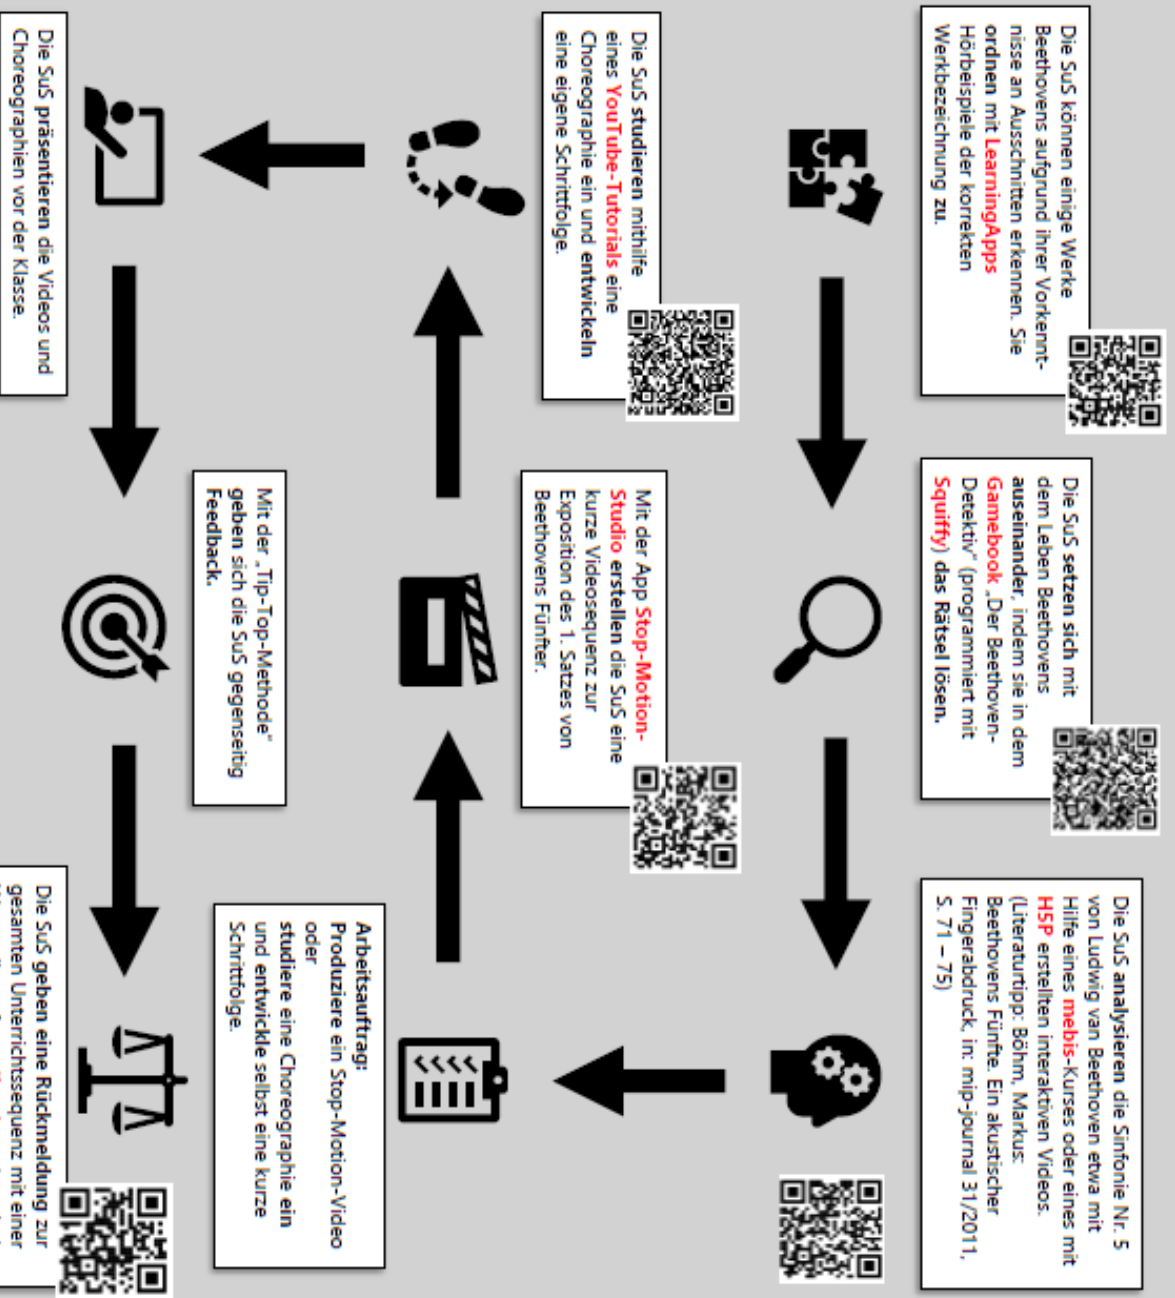 Die SuS können einige Werke
Beethovens aufgrund ihrer Vorkennt-
nisse an Ausschnitten erkennen. Sie
ordnen mit LearningApps
Hörbeispiele der korrekten
Werkbezeichnung zu.
Die SuS setzen sich mit
dem Leben Beethovens
auseinander, indem sie in dem
Gamebook „Der Beethoven-
Detektiv“ (programmiert mit
Squiffy) das Rätsel lösen.
Die SuS analysieren die Sinfonie Nr. 5
von Ludwig van Beethoven etwa mit
Hilfe eines mebis-Kurses oder eines mit
H5P erstellten interaktiven Videos.
(Literaturtipp: Böhm, Markus:
Beethovens Fünfte. Ein akustischer
Fingerabdruck, in: mip-journal 31/2011,
S. 71 – 75)
Arbeitsauftrag:
Produziere ein Stop-Motion-Video
oder
studiere eine Choreographie ein
und entwickle selbst eine kurze
Schrittfolge.
Mit der App Stop-Motion-
Studio erstellen die SuS eine
kurze Videosequenz zur
Exposition des 1. Satzes von
Beethovens Fünfter.
Die SuS studieren mithilfe
eines YouTube-Tutorials eine
Choreographie ein und entwickeln
eine eigene Schrittfolge.
Die SuS präsentieren die Videos und
Choreographien vor der Klasse.
Mit der „Tip-Top-Methode“
geben sich die SuS gegenseitig
Feedback.
Die SuS geben eine Rückmeldung zur
gesamten Unterrichtssequenz mit einer